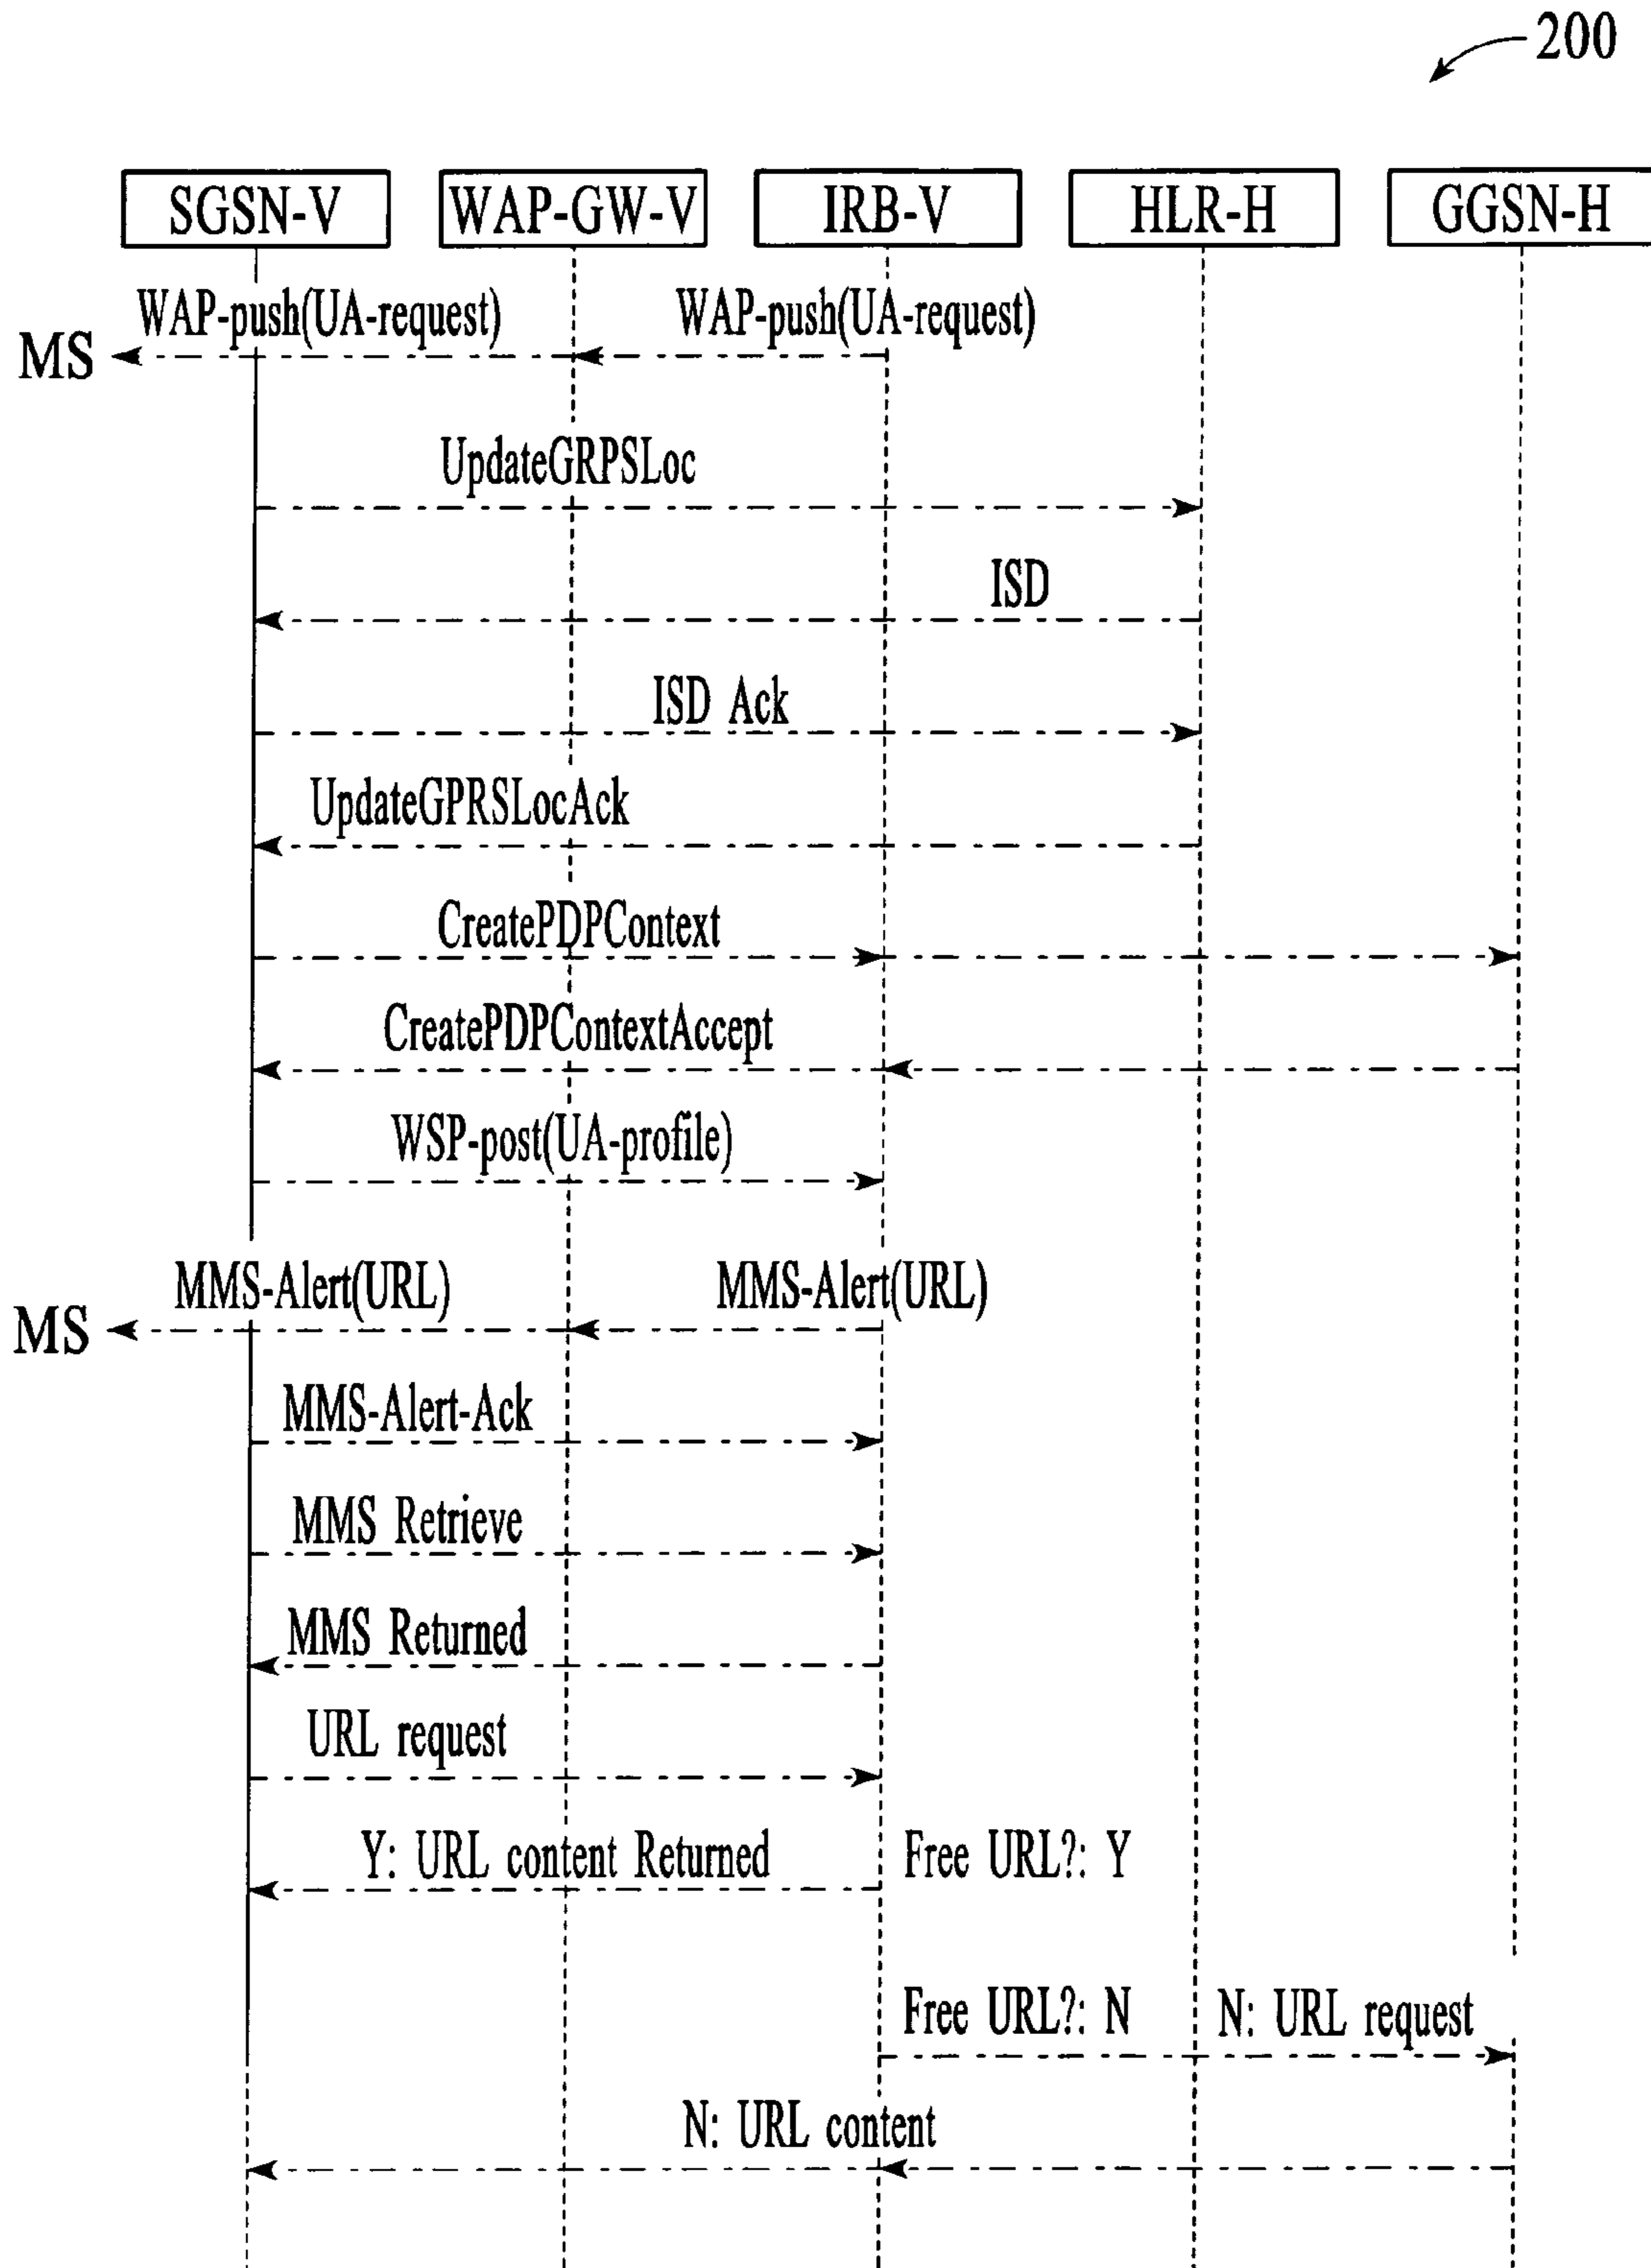 200
SGSN-V
WAP-GW-V
IRB-V
HLR-H
GGSN-H
WAP-push(UA-request)
WAP-push(UA-request)
MS
UpdateGRPSLoc
ISD
ISD Ack
UpdateGPRSLocAck
CreatePDPContext
CreatePDPContextAccept
WSP-post(UA-profile)
MMS-Alert(URL)
MMS-Alert(URL)
MS
MMS-Alert-Ack
MMS Retrieve
MMS Returned
URL request
Y: URL content Returned
Free URL?: Y
Free URL?: N
N: URL request
N: URL content